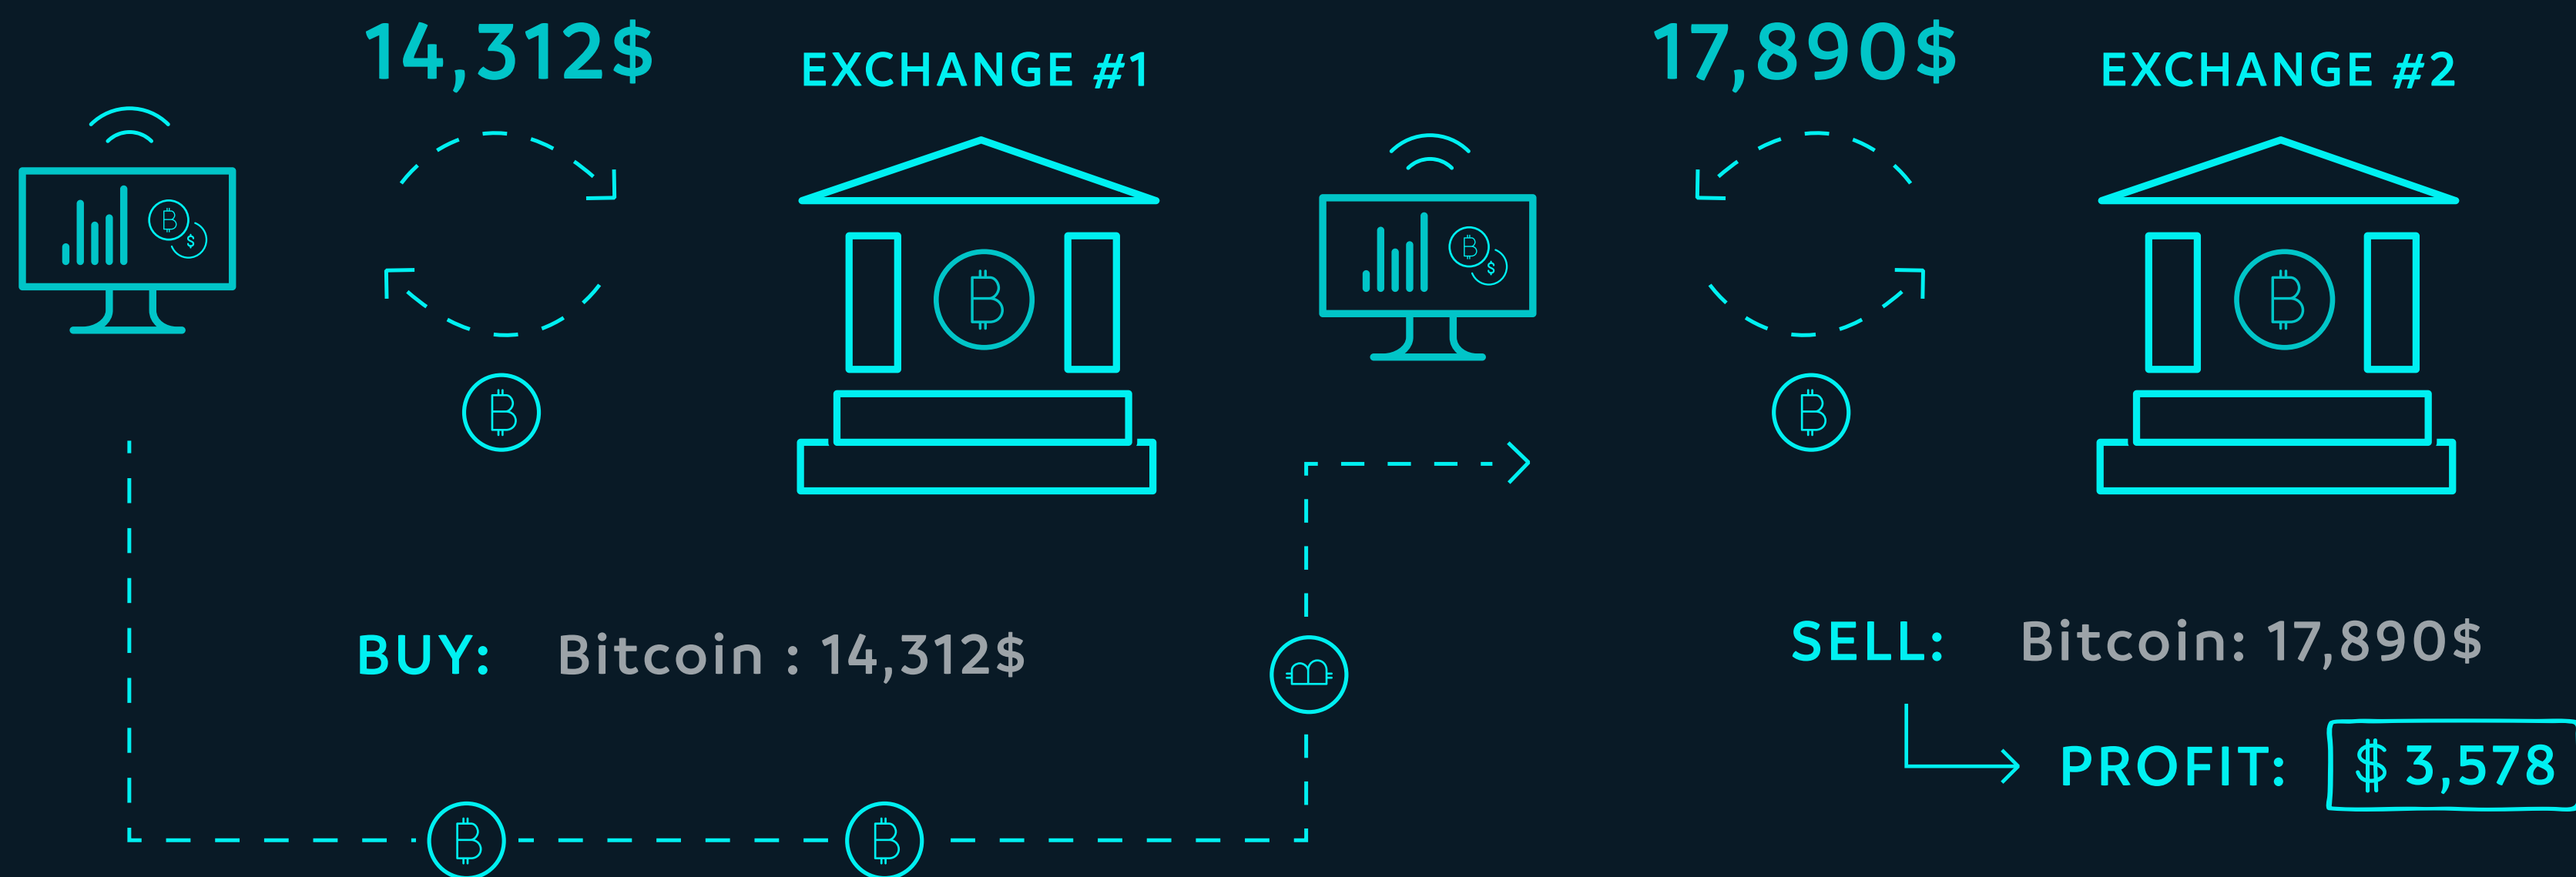 14,312$
EXCHANGE #1
17,890$
EXCHANGE #2
BUY: Bitcoin : 14,312$
SELL: Bitcoin: 17,890$
PROFIT: $ 3,578